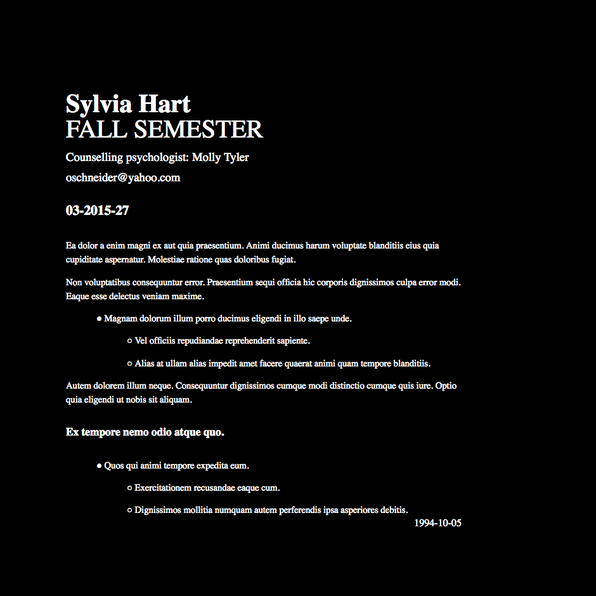 Sylvia Hart
FALL SEMESTER
Counselling psychologist: Molly Tyler
oschneider@yahoo.com
03-2015-27
Ea dolor a enim magni ex aut quia praesentium. Animi ducimus harum voluptate blanditiis eius quia
cupiditate aspernatur. Molestiae ratione quas doloribus fugiat.
Non voluptatibus consequuntur error. Praesentium sequi officia hic corporis dignissimos culpa error modi.
Eaque esse delectus veniam maxime.
Magnam dolorum illum porro ducimus eligendi in illo saepe unde.
Vel officiis repudiandae reprehenderit sapiente.
Alias at ullam alias impedit amet facere quaerat animi quam tempore blanditiis.
Autem dolorem illum neque. Consequuntur dignissimos cumque modi distinctio cumque quis iure. Optio
quia eligendi ut nobis sit aliquam.
Ex tempore nemo odio atque quo.
Quos qui animi tempore expedita eum.
Exercitationem recusandae eaque cum.
Dignissimos mollitia numquam autem perferendis ipsa asperiores debitis.
1994-10-05